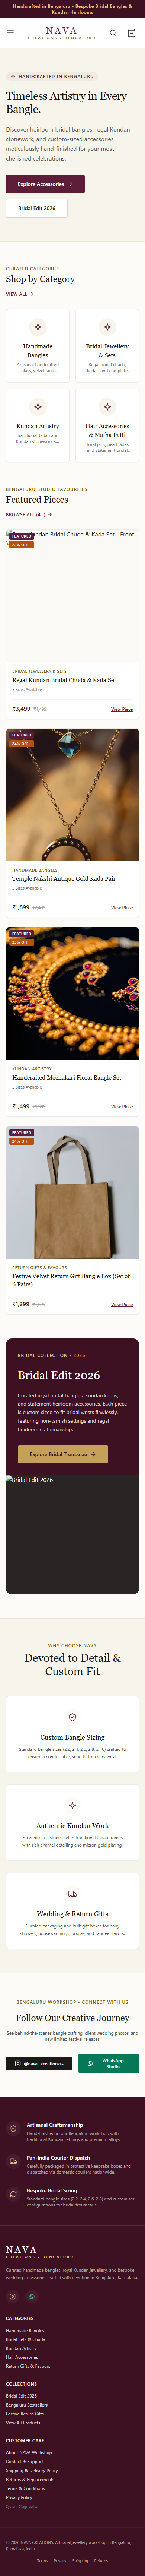 Handcrafted in Bengaluru • Bespoke Bridal Bangles &
Kundan Heirlooms
NAVA
CREATIONS • BENGALURU
HANDCRAFTED IN BENGALURU
Timeless Artistry in Every
Bangle.
Discover heirloom bridal bangles, regal Kundan
stonework, and custom-sized accessories
meticulously hand-finished for your most
cherished celebrations.
Explore Accessories →
Bridal Edit 2026
CURATED CATEGORIES
Shop by Category
VIEW ALL →
Handmade
Bangles
Artisanal handcrafted
glass, velvet, and...
Bridal Jewellery
& Sets
Regal bridal chuda,
kadas, and complete...
Kundan Artistry
Traditional Jadau and
Kundan stonework s...
Hair Accessories
& Matha Patti
Floral pins, pearl jadas,
and statement bridal...
BENGALURU STUDIO FAVOURITES
Featured Pieces
BROWSE ALL (4+) →
Kundan Bridal Chuda & Kada Set - Front
FEATURED
22% OFF
BRIDAL JEWELLERY & SETS
Regal Kundan Bridal Chuda & Kada Set
3 Sizes Available
₹3,499
View Piece
FEATURED
24% OFF
HANDMADE BANGLES
Temple Nakshi Antique Gold Kada Pair
2 Sizes Available
₹1,899 ₹2,499
View Piece
FEATURED
25% OFF
KUNDAN ARTISTRY
Handcrafted Meenakari Floral Bangle Set
2 Sizes Available
₹1,499 ₹1,999
View Piece
FEATURED
24% OFF
RETURN GIFTS & FAVOURS
Festive Velvet Return Gift Bangle Box (Set of
6 Pairs)
₹1,299
View Piece
BRIDAL COLLECTION • 2026
Bridal Edit 2026
Curated royal bridal bangles, Kundan kadas,
and statement heirloom accessories. Each piece
is custom sized to fit bridal wrists flawlessly,
featuring non-fade settings and regal
heirloom craftsmanship.
Explore Bridal Trousseau →
Bridal Edit 2026
WHY CHOOSE NAVA
Devoted to Detail &
Custom Fit
Custom Bangle Sizing
Standard sizes (2.2, 2.4, 2.6, 2.8, 2.10) crafted to
ensure a comfortable, snug fit for every wrist.
Authentic Kundan Work
Faceted glass stones set in traditional Jadau frames
with rich enamel detailing and secure gold plating.
Wedding & Return Gifts
Curated packaging and bulk gift boxes for baby
showers, housewarmings, poojas, and sangeet favors.
BENGALURU WORKSHOP • CONNECT WITH US
Follow Our Creative Journey
See behind-the-scenes bangle crafting, client wedding photos, and
new limited festival releases.
@nava_.creationsss
WhatsApp
Studio
Artisanal Craftsmanship
Hand-finished in our Bengaluru workshop with
traditional Kundan settings and premium alloys.
Pan-India Courier Dispatch
Carefully packaged in protective keepsake boxes and
dispatched via domestic couriers nationwide.
Bespoke Bridal Sizing
Standard bangle sizes (2.2, 2.4, 2.6, 2.8) and custom set
configurations for bridal trousseaus.
NAVA
CREATIONS • BENGALURU
Curated handmade bangles, royal Kundan jewellery, and bespoke
wedding accessories crafted with devotion in Bengaluru, Karnataka.
CATEGORIES
Handmade Bangles
Bridal Sets & Chuda
Kundan Artistry
Hair Accessories
Return Gifts & Favours
COLLECTIONS
Bridal Edit 2026
Bengaluru Bestsellers
Festive Return Gifts
View All Products
CUSTOMER CARE
About NAVA Workshop
Contact & Support
Shipping & Delivery Policy
Returns & Replacements
Terms & Conditions
Privacy Policy
System Diagnostics
© 2026 NAVA CREATIONS. Artisanal jewelry workshop in Bengaluru,
Karnataka, India.
Terms Privacy Shipping Returns